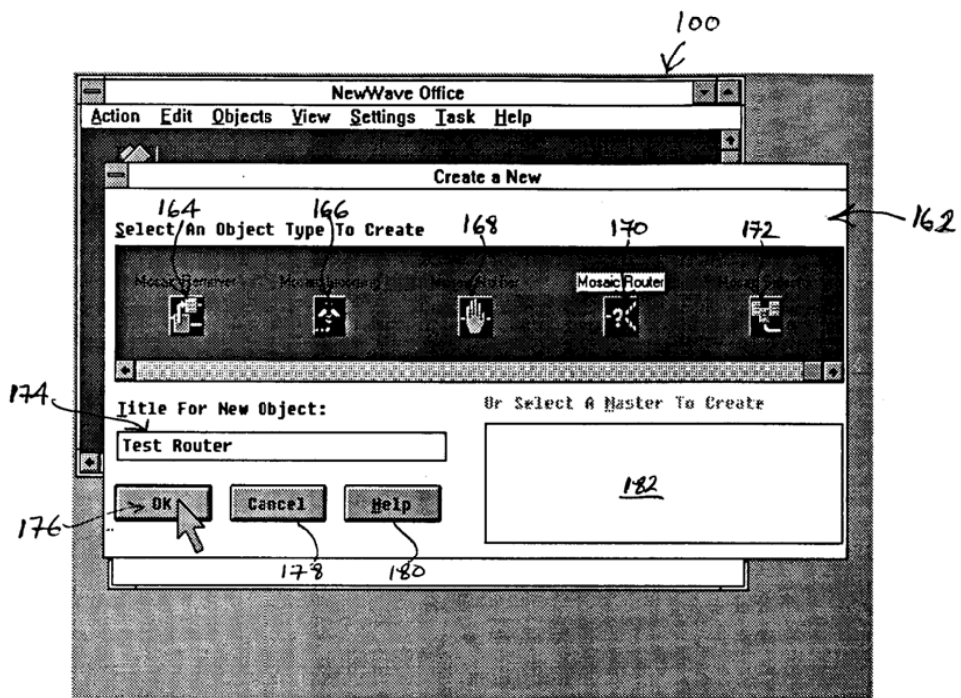 100
NewWave Office
Action Edit Objects View Settings Task Help
Create a New
164 166 168 170 172 162
Select An Object Type To Create
Mosaic Router
174
Title For New Object:
Or Select A Master To Create
Test Router
182
OK Cancel Help
176
178 180